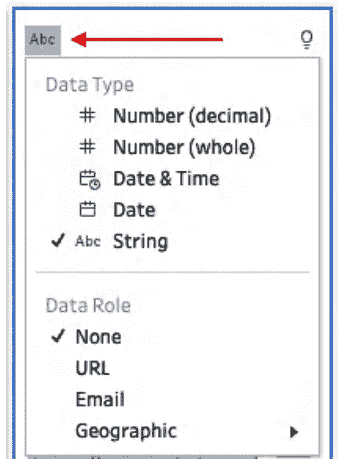 Abc
Data Type
# Number (decimal)
# Number (whole)
Date & Time
Date
✓ Abc String
Data Role
✓ None
URL
Email
Geographic ▶